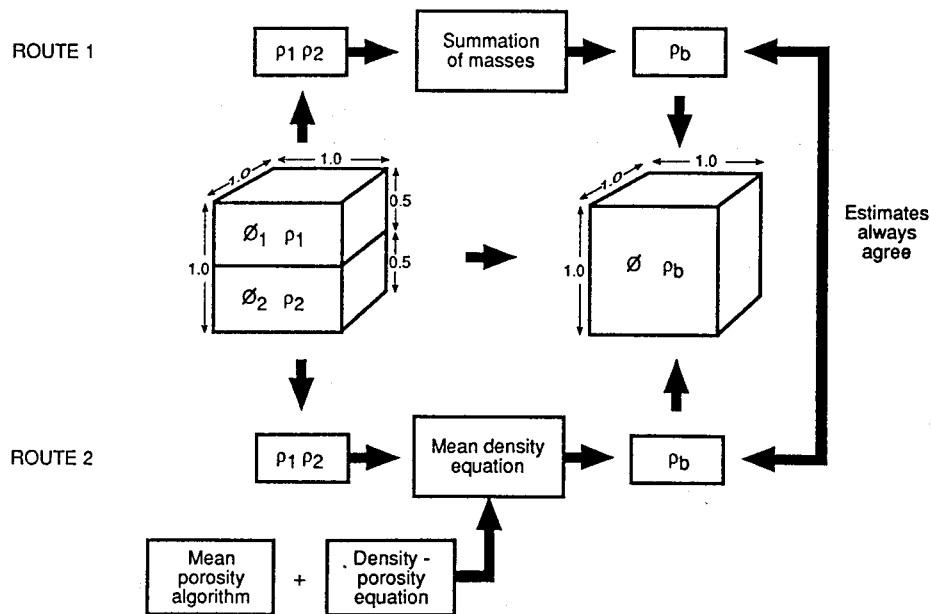 ROUTE 1
ρ1 ρ2
Summation
of masses
ρb
1.0
1.0
0.5
0.5
1.0
Ø1 ρ1
Ø2 ρ2
1.0
1.0
1.0
Ø ρb
Estimates
always
agree
ROUTE 2
ρ1 ρ2
Mean density
equation
ρb
Mean
porosity
algorithm
+
Density -
porosity
equation